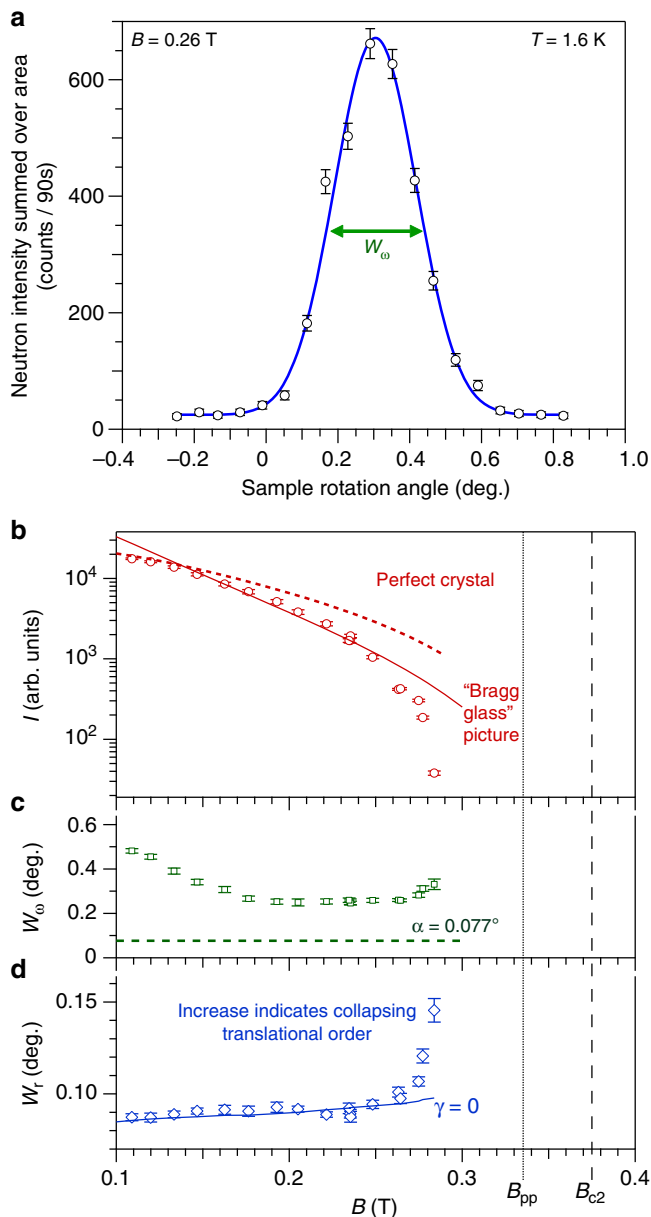 a
B = 0.26 T
T = 1.6 K
Neutron intensity summed over area
(counts / 90s)
600
400
200
0
Wω
−0.4
−0.2
0
0.2
0.4
0.6
0.8
1.0
Sample rotation angle (deg.)
b
I (arb. units)
10⁴
10³
10²
Perfect crystal
“Bragg
glass”
picture
c
Wω (deg.)
0.6
0.4
0.2
0
α = 0.077°
d
Wr (deg.)
0.15
0.10
Increase indicates collapsing
translational order
γ = 0
0.1
0.2
0.3
Bpp
Bc2
0.4
B (T)